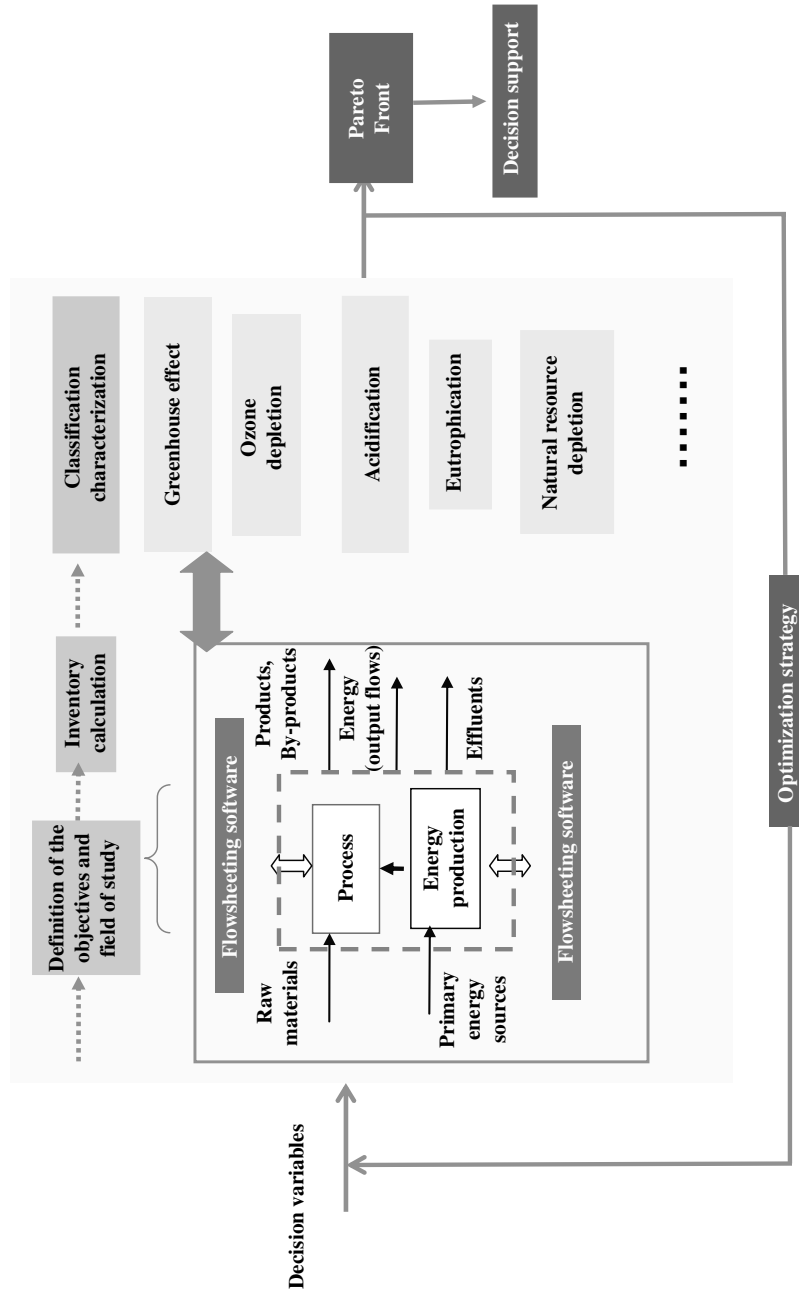 Definition of the
objectives and
field of study
Inventory
calculation
Classification
characterization
Flowsheeting software
Raw
materials
Process
Products,
By-products
Energy
(output flows)
Primary
energy
sources
Energy
production
Effluents
Flowsheeting software
Greenhouse effect
Ozone
depletion
Acidification
Eutrophication
Natural resource
depletion
Decision variables
Pareto
Front
Decision support
Optimization strategy